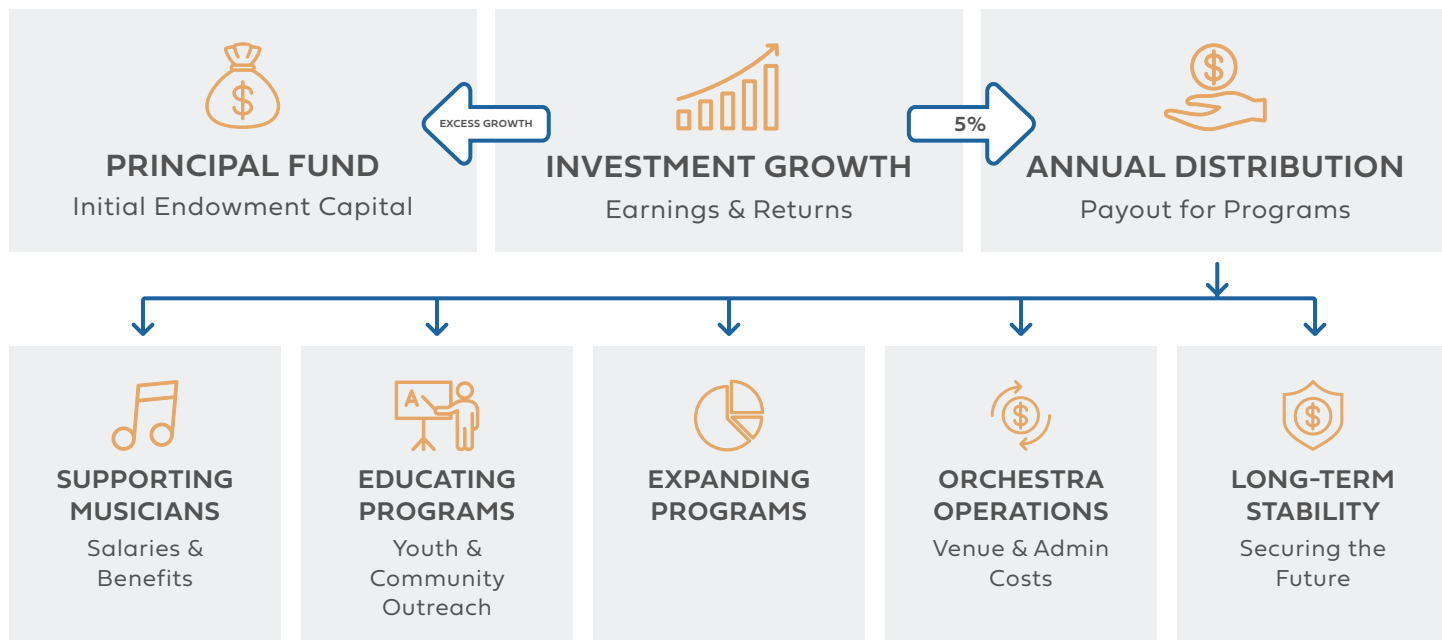 $
$
EXCESS GROWTH
5%
PRINCIPAL FUND
Initial Endowment Capital
INVESTMENT GROWTH
Earnings & Returns
ANNUAL DISTRIBUTION
Payout for Programs
A
$
$
SUPPORTING
MUSICIANS
Salaries &
Benefits
EDUCATING
PROGRAMS
Youth &
Community
Outreach
EXPANDING
PROGRAMS
ORCHESTRA
OPERATIONS
Venue & Admin
Costs
LONG-TERM
STABILITY
Securing the
Future